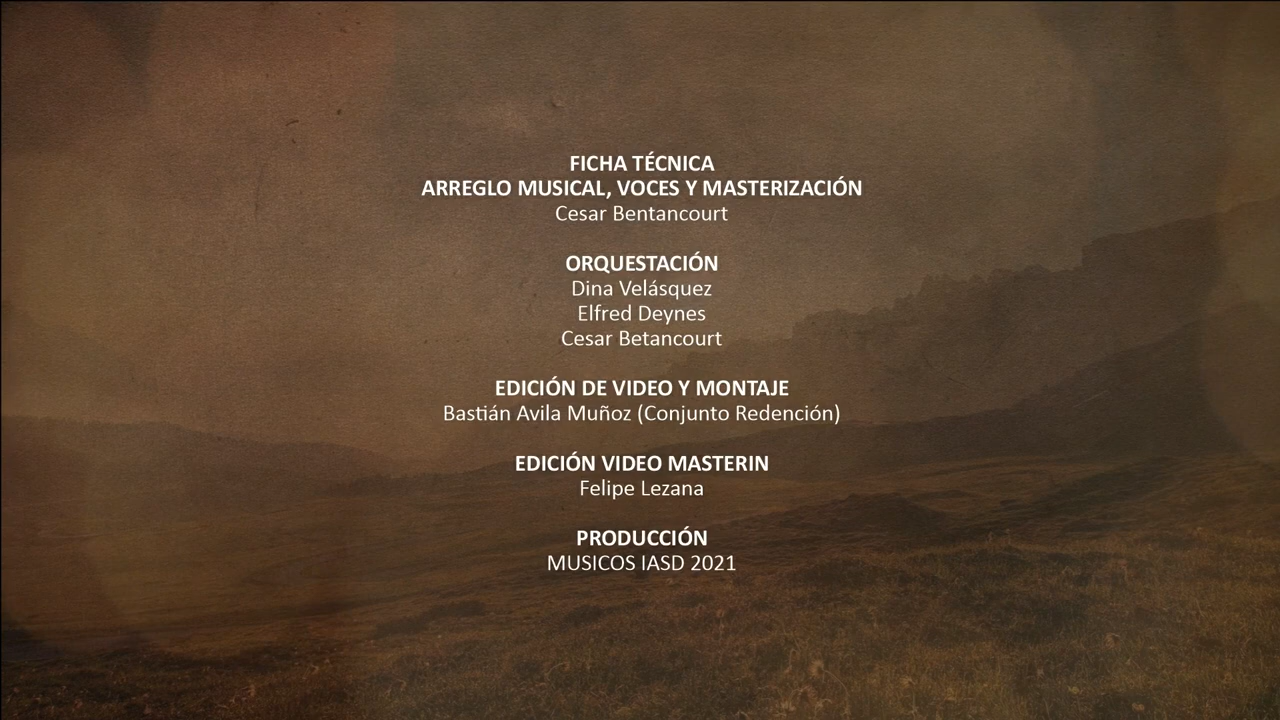 FICHA TÉCNICA
ARREGLO MUSICAL, VOCES Y MASTERIZACIÓN
Cesar Bentancourt
ORQUESTACIÓN
Dina Velásquez
Elfred Deynes
Cesar Betancourt
EDICIÓN DE VIDEO Y MONTAJE
Bastián Avila Muñoz (Conjunto Redención)
EDICIÓN VIDEO MASTERIN
Felipe Lezana
PRODUCCIÓN
MUSICOS IASD 2021